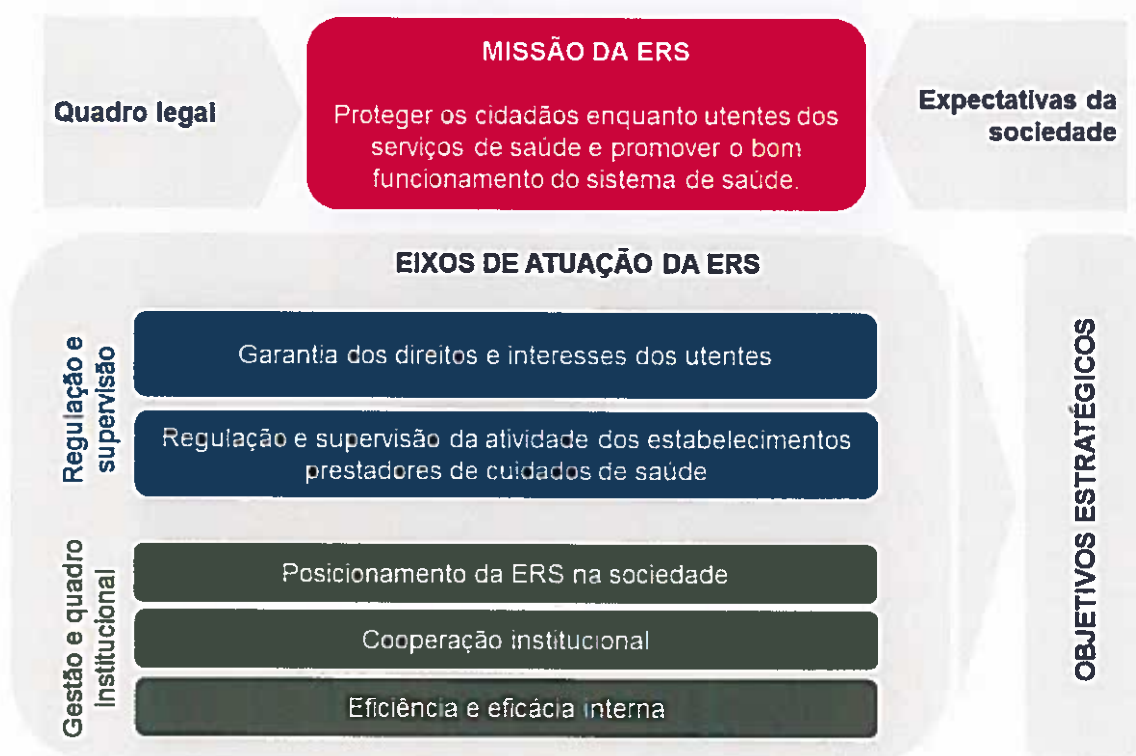 MISSÃO DA ERS
Quadro legal
Proteger os cidadãos enquanto utentes dos
serviços de saúde e promover o bom
funcionamento do sistema de saúde.
Expectativas da
sociedade
EIXOS DE ATUAÇÃO DA ERS
Regulação e
supervisão
Garantia dos direitos e interesses dos utentes
Regulação e supervisão da atividade dos estabelecimentos
prestadores de cuidados de saúde
Gestão e quadro
Institucional
Posicionamento da ERS na sociedade
Cooperação institucional
Eficiência e eficácia interna
OBJETIVOS ESTRATÉGICOS